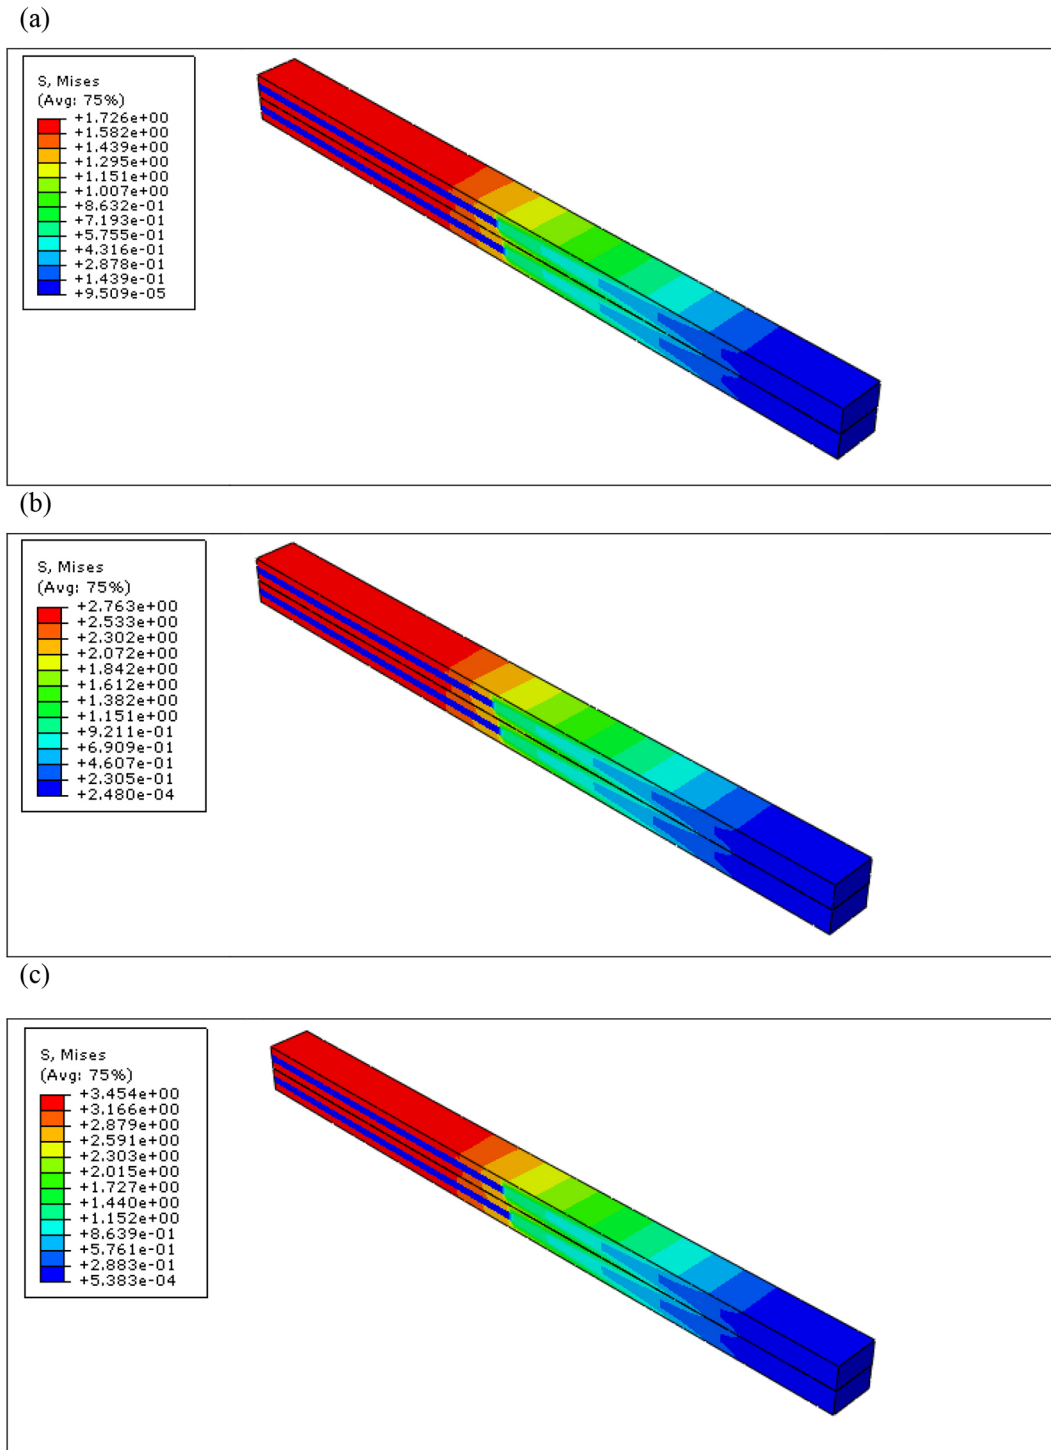 (a)
S, Mises
(Avg: 75%)
+1.726e+00
+1.582e+00
+1.439e+00
+1.295e+00
+1.151e+00
+1.007e+00
+8.632e-01
+7.193e-01
+5.755e-01
+4.316e-01
+2.878e-01
+1.439e-01
+9.509e-05
(b)
S, Mises
(Avg: 75%)
+2.763e+00
+2.533e+00
+2.302e+00
+2.072e+00
+1.842e+00
+1.612e+00
+1.382e+00
+1.151e+00
+9.211e-01
+6.909e-01
+4.607e-01
+2.305e-01
+2.480e-04
(c)
S, Mises
(Avg: 75%)
+3.454e+00
+3.166e+00
+2.879e+00
+2.591e+00
+2.303e+00
+2.015e+00
+1.727e+00
+1.440e+00
+1.152e+00
+8.639e-01
+5.761e-01
+2.883e-01
+5.383e-04